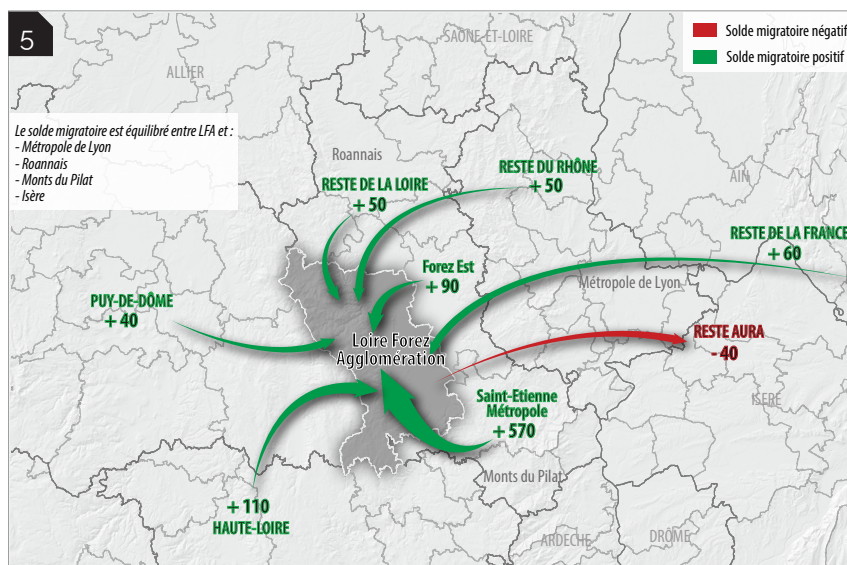 5
Solde migratoire négatif
Solde migratoire positif
SAÔNE-ET-LOIRE
ALLIER
Le solde migratoire est équilibré entre LFA et :
- Métropole de Lyon
- Roannais
- Monts du Pilat
- Isère
Roannais
RESTE DE LA LOIRE
+ 50
RESTE DU RHÔNE
+ 50
AIN
RESTE DE LA FRANCE
+ 60
Forez Est
+ 90
Métropole de Lyon
PUY-DE-DÔME
+ 40
Loire Forez
Agglomération
RESTE AURA
- 40
Saint-Etienne
Métropole
+ 570
ISÈRE
Monts du Pilat
+ 110
HAUTE-LOIRE
ARDÈCHE
DRÔME